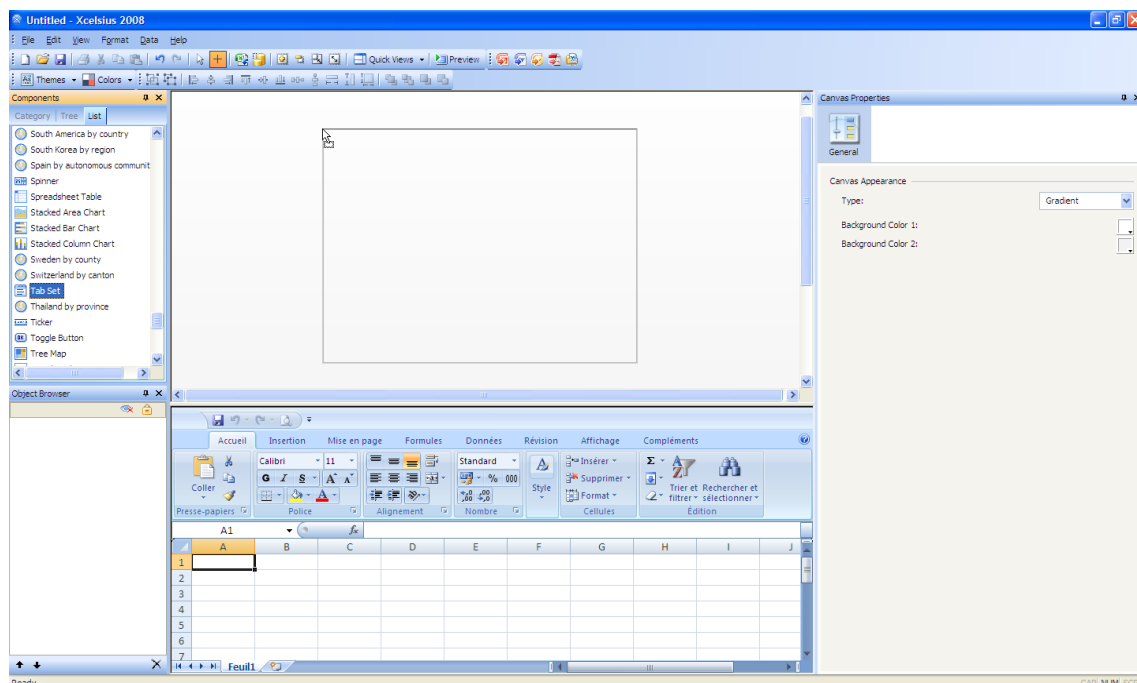 Untitled - Xcelsius 2008
File Edit View Format Data Help
Quick Views Preview
Themes Colors
Components
Category Tree List
South America by country
South Korea by region
Spain by autonomous communit
Spinner
Spreadsheet Table
Stacked Area Chart
Stacked Bar Chart
Stacked Column Chart
Sweden by county
Switzerland by canton
Tab Set
Thailand by province
Ticker
Toggle Button
Tree Map
Object Browser
Canvas Properties
General
Canvas Appearance
Type: Gradient
Background Color 1:
Background Color 2:
Accueil Insertion Mise en page Formules Données Révision Affichage Compléments
Coller
Presse-papiers
Calibri 11
G I S
Police
Alignement
Standard
% 000
Nombre
Style
Insérer
Supprimer
Format
Cellules
Trier et filtrer
Rechercher et sélectionner
Édition
A1 fx
A B C D E F G H I J
1
2
3
4
5
6
7
Feuil1
Ready
CAP NUM SCR